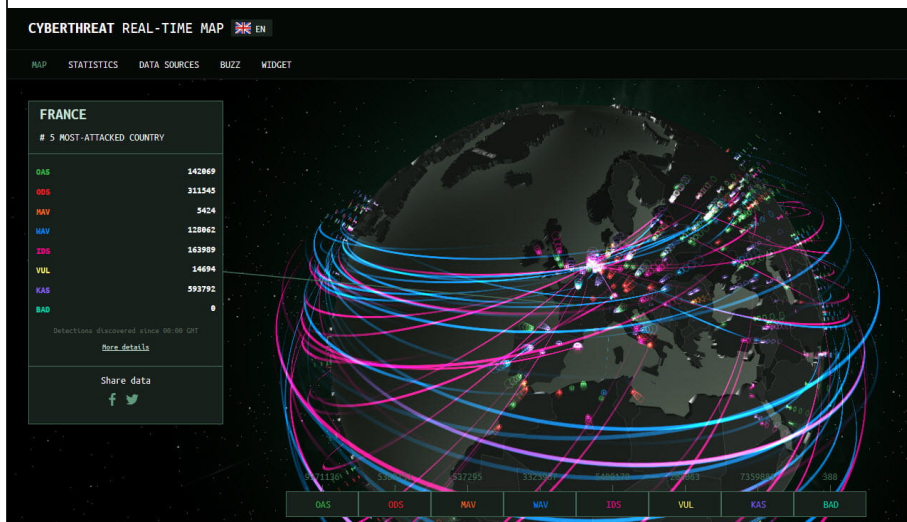 CYBERTHREAT REAL-TIME MAP EN
MAP STATISTICS DATA SOURCES BUZZ WIDGET
FRANCE
# 5 MOST-ATTACKED COUNTRY
OAS 142069
ODS 311545
MAV 5424
WAV 128062
IDS 163989
VUL 14694
KAS 593792
BAD 0
Detections discovered since 00:00 GMT
More details
Share data
537295 388
OAS ODS MAV WAV IDS VUL KAS BAD